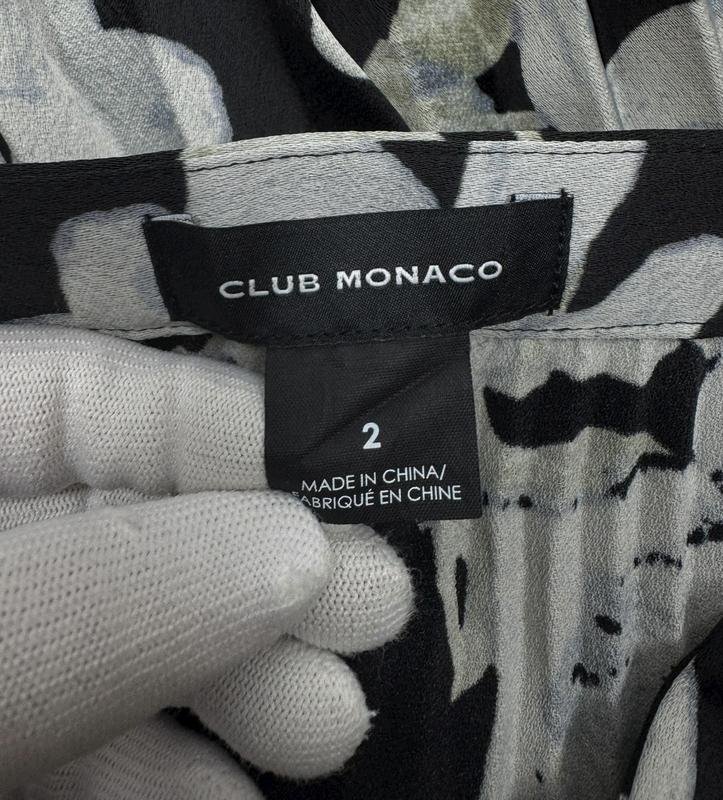 CLUB MONACO
2
MADE IN CHINA/
FABRIQUÉ EN CHINE